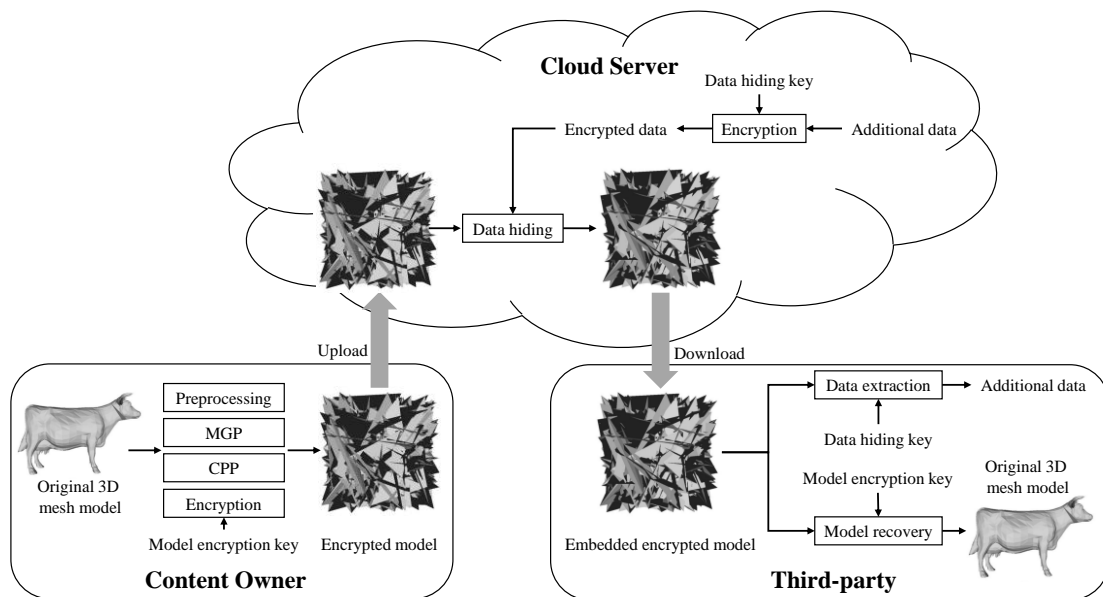 Cloud Server
Data hiding key
Encrypted data
Encryption
Additional data
Data hiding
Upload
Download
Preprocessing
MGP
CPP
Encryption
Original 3D
mesh model
Model encryption key
Encrypted model
Content Owner
Data extraction
Additional data
Data hiding key
Model encryption key
Original 3D
mesh model
Model recovery
Embedded encrypted model
Third-party